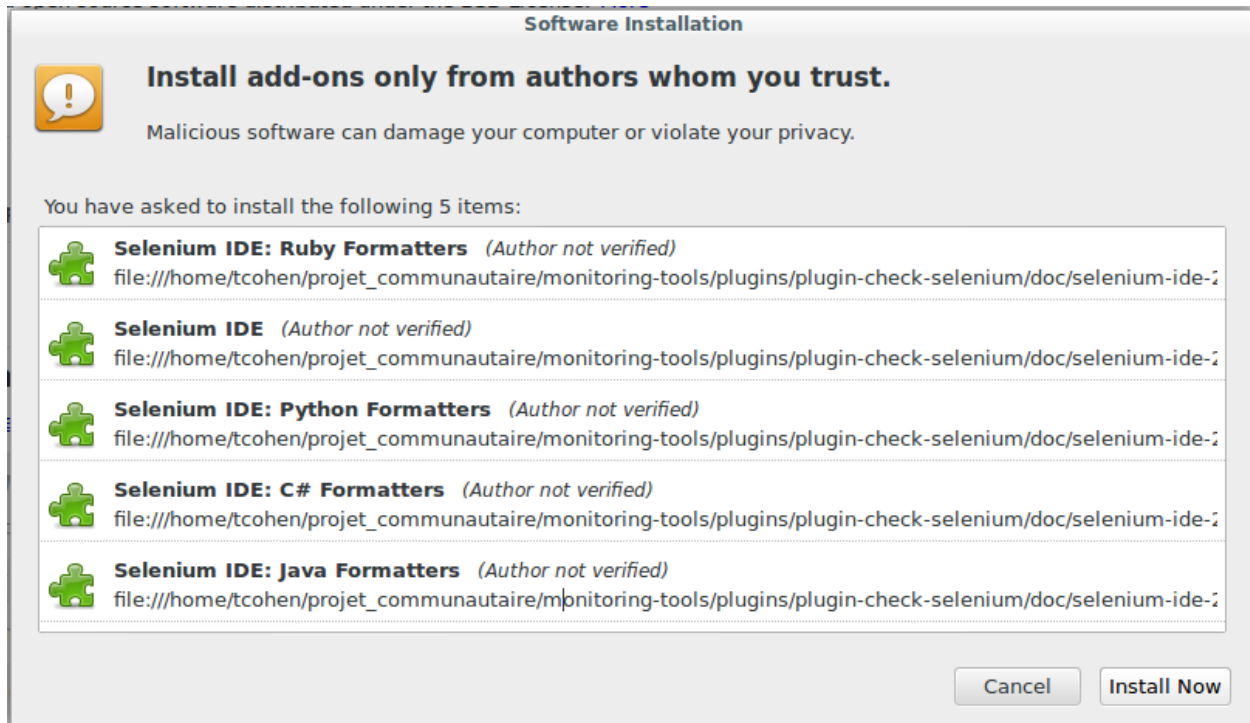 Software Installation
Install add-ons only from authors whom you trust.
Malicious software can damage your computer or violate your privacy.
You have asked to install the following 5 items:
Selenium IDE: Ruby Formatters (Author not verified)
file:///home/tcohen/projet_communautaire/monitoring-tools/plugins/plugin-check-selenium/doc/selenium-ide-2
Selenium IDE (Author not verified)
file:///home/tcohen/projet_communautaire/monitoring-tools/plugins/plugin-check-selenium/doc/selenium-ide-2
Selenium IDE: Python Formatters (Author not verified)
file:///home/tcohen/projet_communautaire/monitoring-tools/plugins/plugin-check-selenium/doc/selenium-ide-2
Selenium IDE: C# Formatters (Author not verified)
file:///home/tcohen/projet_communautaire/monitoring-tools/plugins/plugin-check-selenium/doc/selenium-ide-2
Selenium IDE: Java Formatters (Author not verified)
file:///home/tcohen/projet_communautaire/monitoring-tools/plugins/plugin-check-selenium/doc/selenium-ide-2
Cancel Install Now